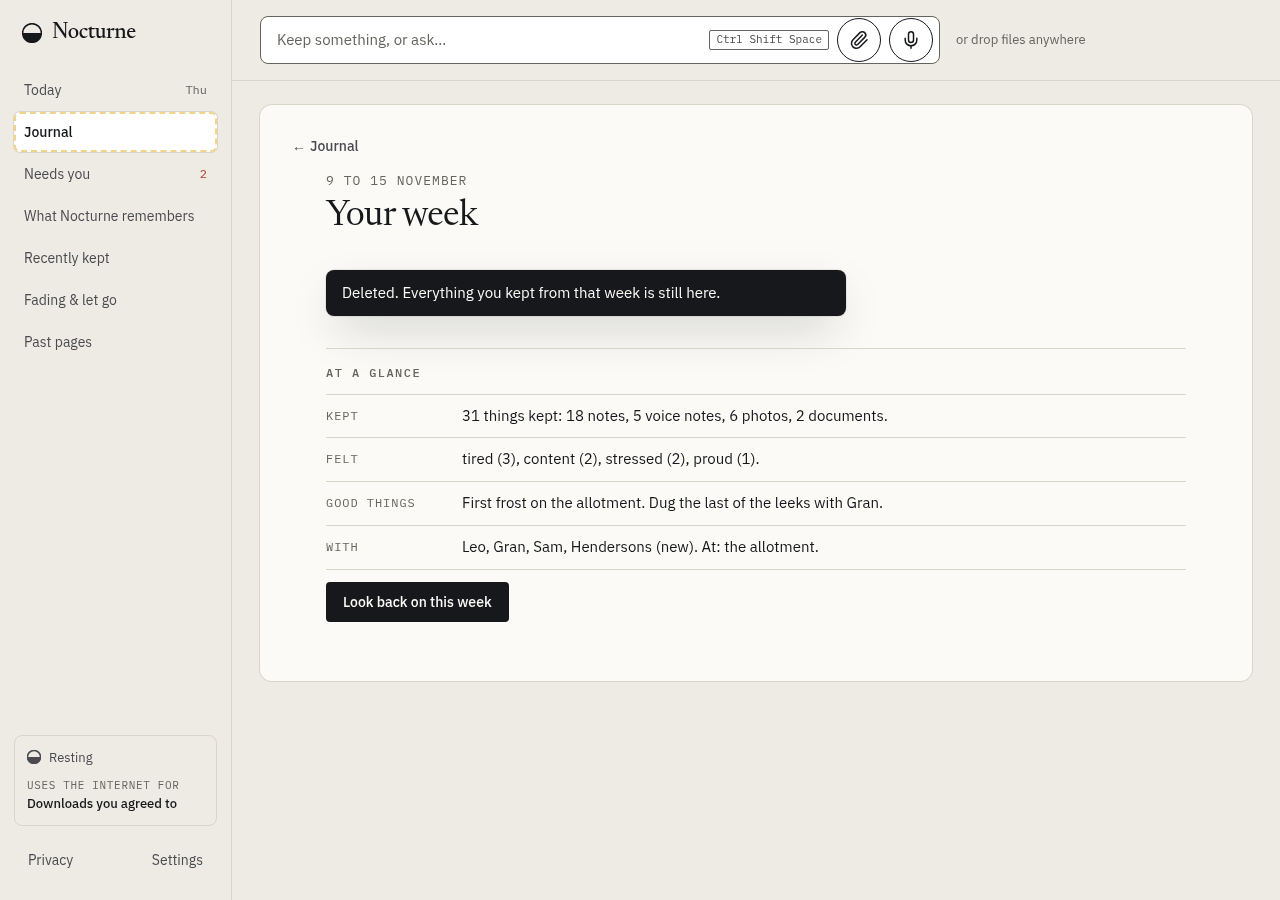 Nocturne
Today Thu
Journal
Needs you 2
What Nocturne remembers
Recently kept
Fading & let go
Past pages
Resting
USES THE INTERNET FOR
Downloads you agreed to
Privacy Settings
Keep something, or ask... Ctrl Shift Space or drop files anywhere
← Journal
9 TO 15 NOVEMBER
Your week
Deleted. Everything you kept from that week is still here.
AT A GLANCE
KEPT 31 things kept: 18 notes, 5 voice notes, 6 photos, 2 documents.
FELT tired (3), content (2), stressed (2), proud (1).
GOOD THINGS First frost on the allotment. Dug the last of the leeks with Gran.
WITH Leo, Gran, Sam, Hendersons (new). At: the allotment.
Look back on this week